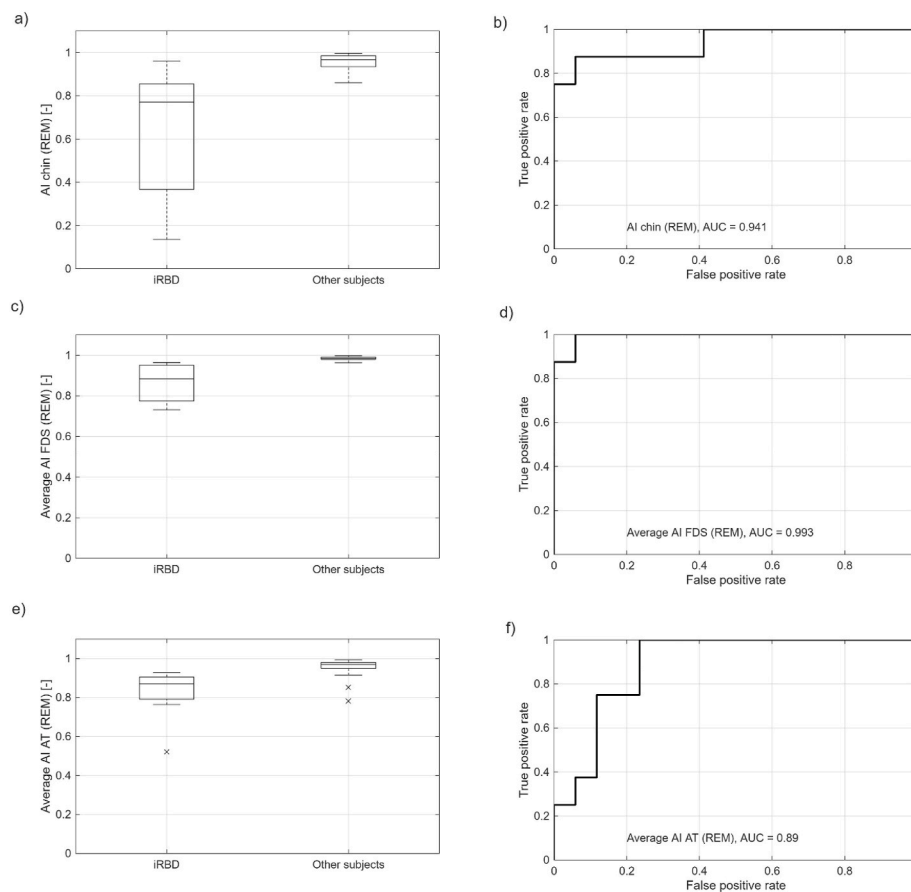 a)
1
0.8
0.6
0.4
0.2
0
AI chin (REM) [-]
iRBD
Other subjects
b)
1
0.8
0.6
0.4
0.2
0
True positive rate
AI chin (REM), AUC = 0.941
0 0.2 0.4 0.6 0.8
False positive rate
c)
1
0.8
0.6
0.4
0.2
0
Average AI FDS (REM) [-]
iRBD
Other subjects
d)
1
0.8
0.6
0.4
0.2
0
True positive rate
Average AI FDS (REM), AUC = 0.993
0 0.2 0.4 0.6 0.8
False positive rate
e)
1
0.8
0.6
0.4
0.2
0
Average AI AT (REM) [-]
iRBD
Other subjects
f)
1
0.8
0.6
0.4
0.2
0
True positive rate
Average AI AT (REM), AUC = 0.89
0 0.2 0.4 0.6 0.8
False positive rate